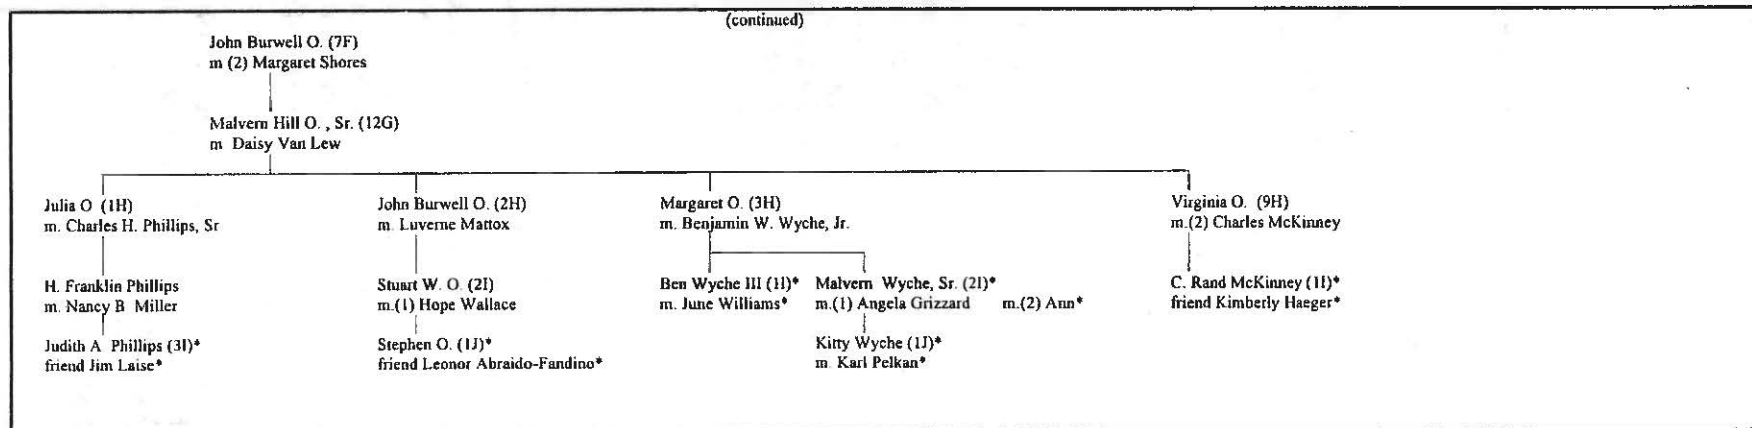 (continued)
John Burwell O. (7F)
m (2) Margaret Shores
Malvern Hill O. , Sr. (12G)
m Daisy Van Lew
Julia O (1H)
m. Charles H. Phillips, Sr
John Burwell O. (2H)
m. Luverne Mattox
Margaret O. (3H)
m. Benjamin W. Wyche, Jr.
Virginia O. (9H)
m.(2) Charles McKinney
H. Franklin Phillips
m. Nancy B Miller
Stuart W. O. (2I)
m.(1) Hope Wallace
Ben Wyche III (1I)*
m. June Williams*
Malvern Wyche, Sr. (2I)*
m.(1) Angela Grizzard m.(2) Ann*
C. Rand McKinney (1I)*
friend Kimberly Haeger*
Judith A Phillips (3I)*
friend Jim Laise*
Stephen O. (1J)*
friend Leonor Abraido-Fandino*
Kitty Wyche (1J)*
m. Karl Pelkan*